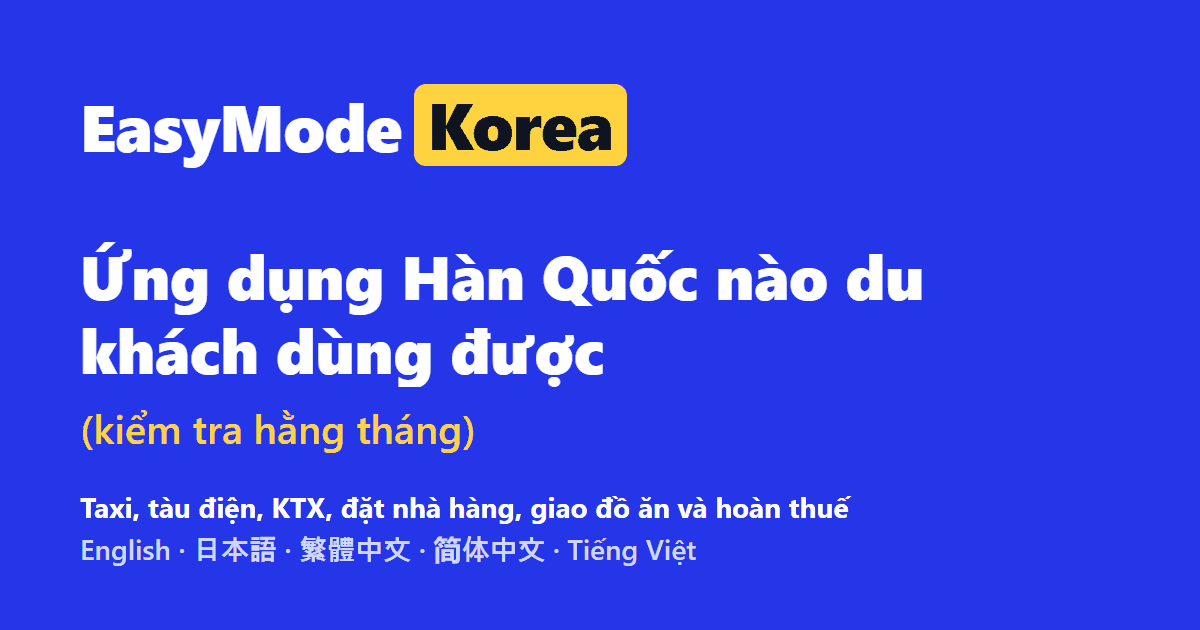 EasyMode Korea
Ứng dụng Hàn Quốc nào du
khách dùng được
(kiểm tra hằng tháng)
Taxi, tàu điện, KTX, đặt nhà hàng, giao đồ ăn và hoàn thuế
English · 日本語 · 繁體中文 · 简体中文 · Tiếng Việt